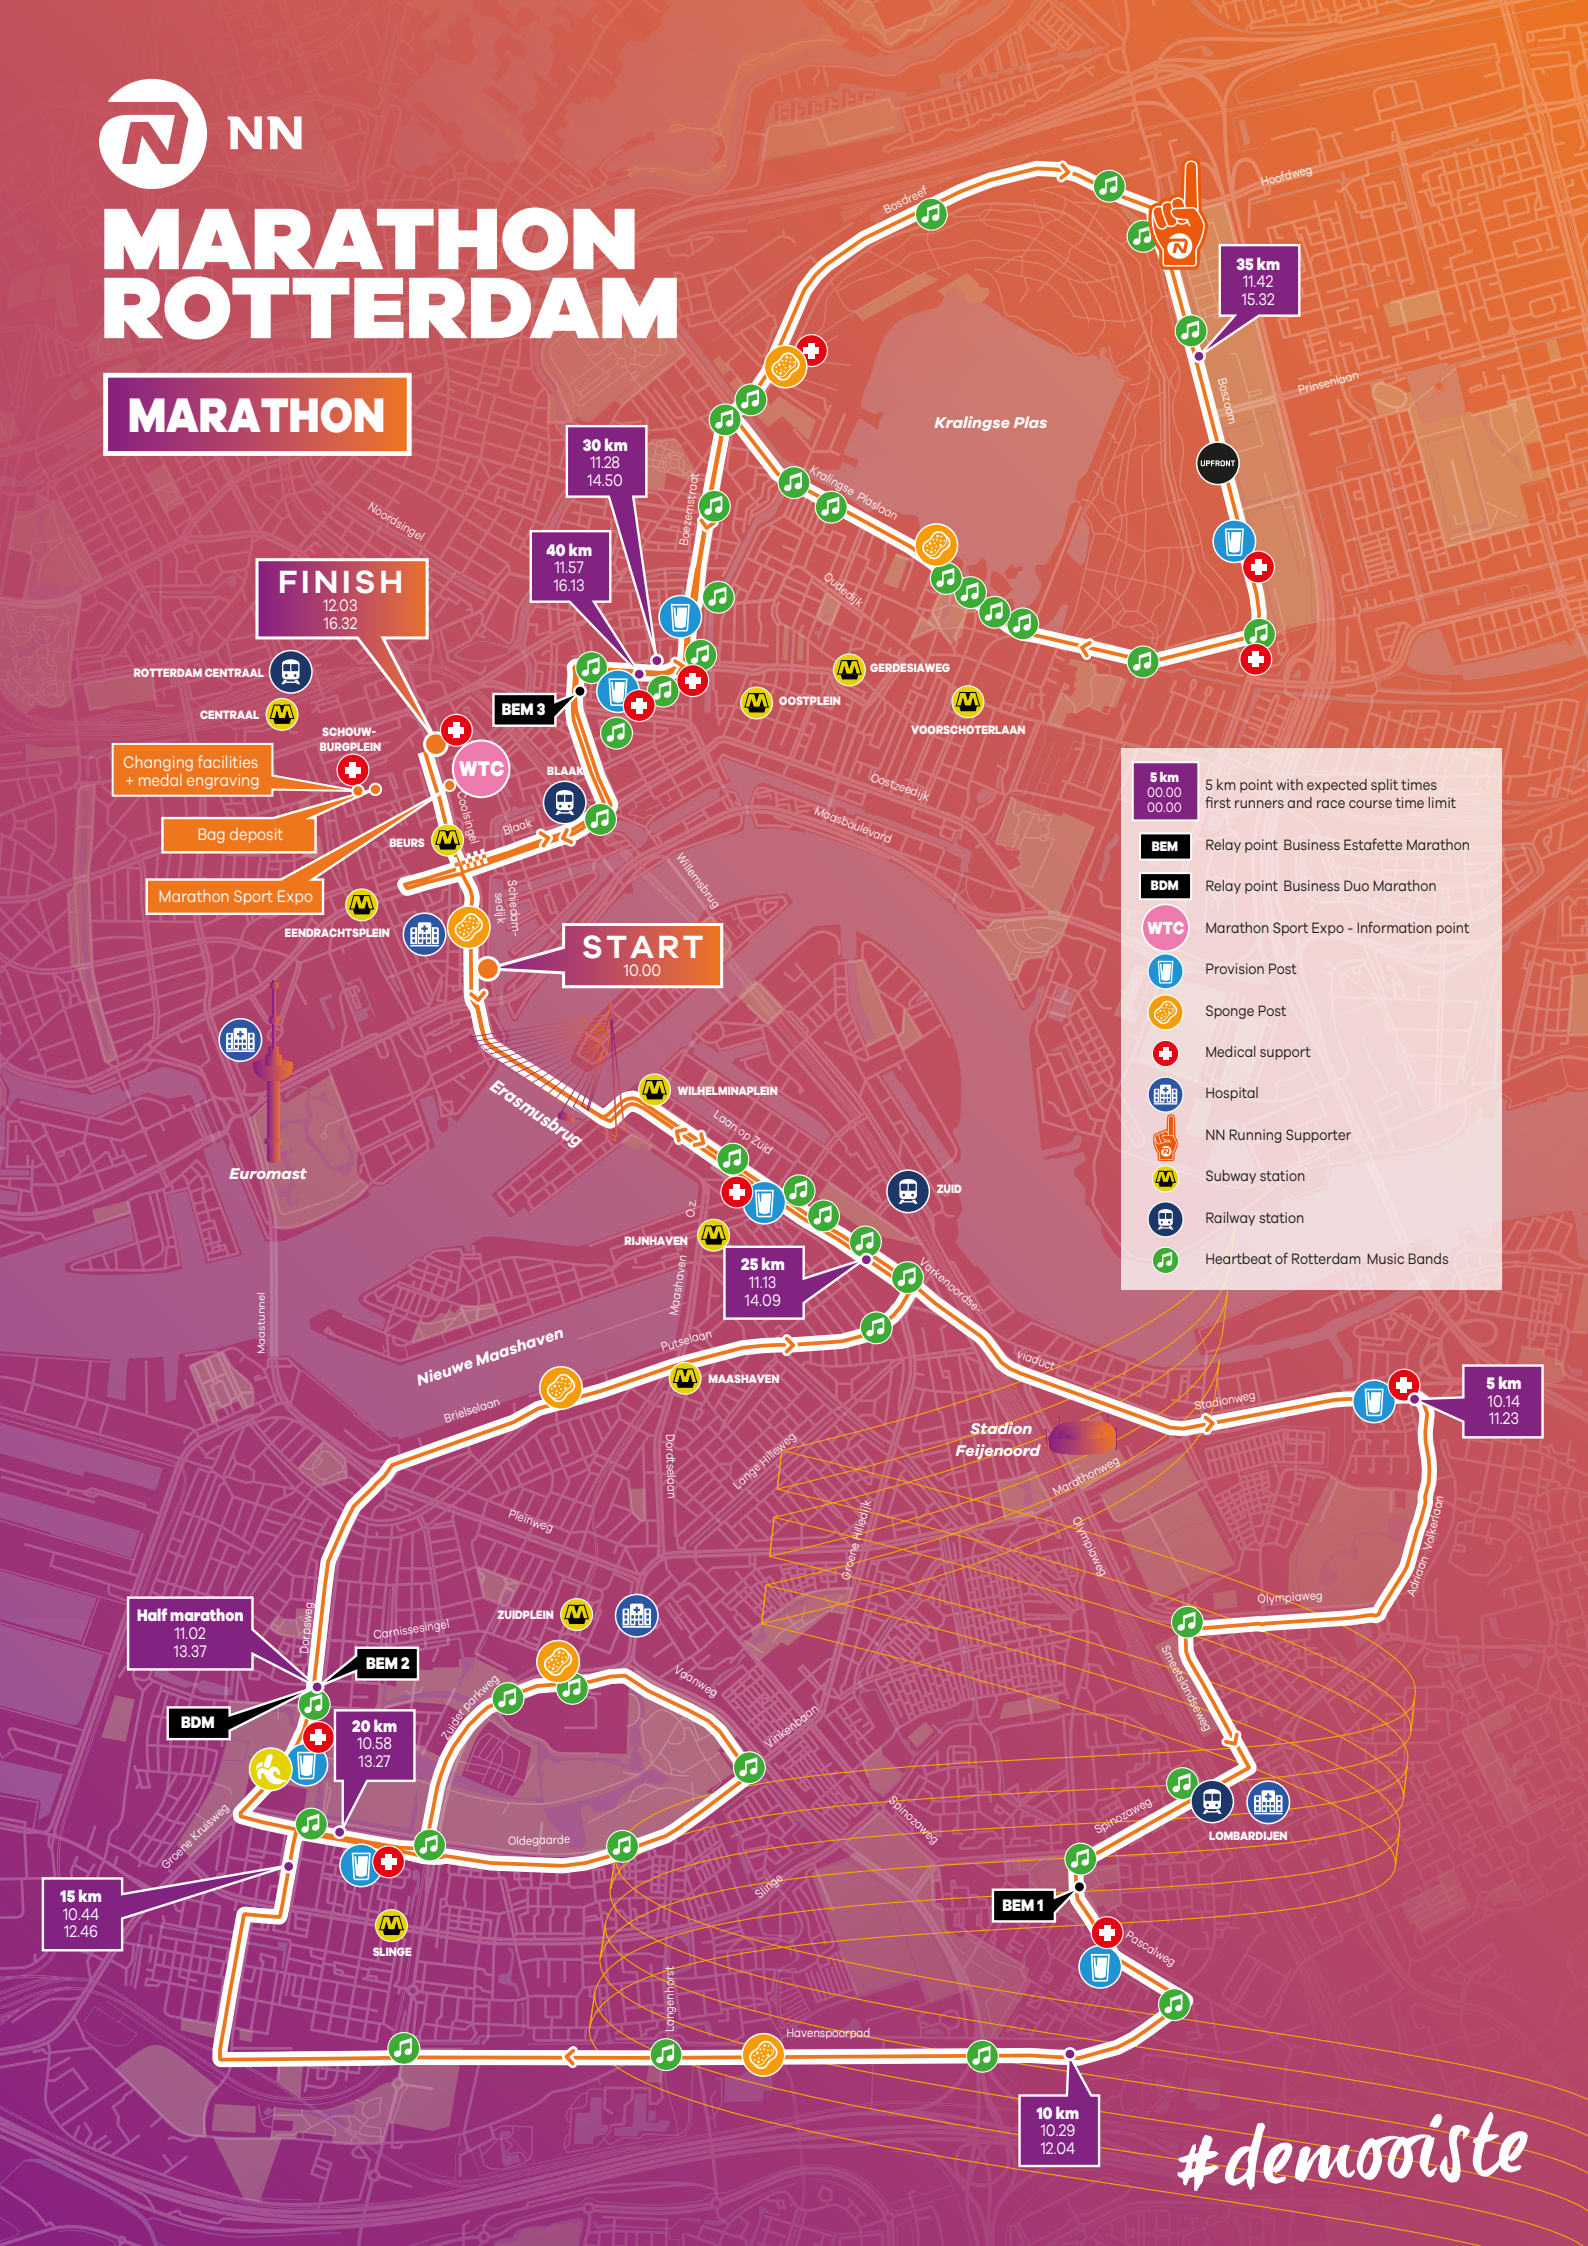 NN
MARATHON
ROTTERDAM
MARATHON
Hoofdweg
Bosdreef
35 km
11.42
15.32
Prinsenlaan
Boszoom
UPFRONT
Kralingse Plas
Kralingse Plaslaan
30 km
11.28
14.50
Boezemstraat
Noordsingel
40 km
11.57
16.13
Oudedijk
FINISH
12.03
16.32
ROTTERDAM CENTRAAL
CENTRAAL
SCHOUW-
BURGPLEIN
GERDESIAWEG
OOSTPLEIN
VOORSCHOTERLAAN
BEM 3
Changing facilities
+ medal engraving
WTC
BLAAK
Oostzeedijk
Coolsingel
Blaak
Maasboulevard
Bag deposit
BEURS
Willemsbrug
Marathon Sport Expo
Schiedam-
sedijk
EENDRACHTSPLEIN
START
10.00
5 km
00.00
00.00
5 km point with expected split times
first runners and race course time limit
BEM
Relay point Business Estafette Marathon
BDM
Relay point Business Duo Marathon
WTC
Marathon Sport Expo - Information point
Provision Post
Sponge Post
Medical support
Hospital
NN Running Supporter
Subway station
Railway station
Heartbeat of Rotterdam Music Bands
Erasmusbrug
WILHELMINAPLEIN
Laan op Zuid
Euromast
ZUID
O.z.
RIJNHAVEN
Maashaven
25 km
11.13
14.09
Varkenoordse-
viaduct
Maastunnel
Nieuwe Maashaven
Putselaan
MAASHAVEN
Brielselaan
Stadionweg
5 km
10.14
11.23
Stadion
Feijenoord
Dordtselaan
Lange Hilleweg
Marathonweg
Pleinweg
Groene Hilledijk
Olympiaweg
Adriaan Volkerlaan
Olympiaweg
Half marathon
11.02
13.37
Dorpsweg
Carnissesingel
BEM 2
ZUIDPLEIN
Smeetslandseweg
Vaanweg
Zuiderparkweg
Vinkenbaan
BDM
20 km
10.58
13.27
Groene Kruisweg
Oldegaarde
Spinozaweg
Spinozaweg
LOMBARDIJEN
15 km
10.44
12.46
Slinge
BEM 1
SLINGE
Pascalweg
Langenhorst
Havenspoorpad
10 km
10.29
12.04
#demooiste